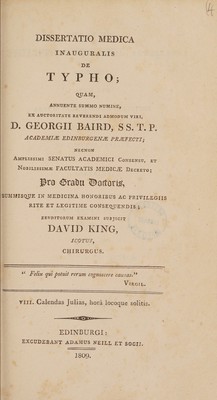 DISSERTATIO MEDICA
INAUGURALIS
DE
TYPHO;
QUAM,
ANNUENTE SUMMO NUMINE,
EX AUCTORITATE REVERENDI ADMODUM VIRI,
D. GEORGII BAIRD, SS. T. P.
ACADEMIÆ EDINBURGENÆ PRÆFECTI;
NECNON
AMPLISSIMI SENATUS ACADEMICI CONSENSU, ET
NOBILISSIMÆ FACULTATIS MEDICÆ DECRETO;
Pro Gradu Doctoris,
SUMMISQUE IN MEDICINA HONORIBUS AC PRIVILEGIIS
RITE ET LEGITIME CONSEQUENDIS;
ERUDITORUM EXAMINI SUBJICIT
DAVID KING,
SCOTUS,
CHIRURGUS.
" Felix qui potuit rerum cognoscere causas."
VIRGIL.
VIII. Calendas Julias, horâ locoque solitis.
EDINBURGI:
EXCUDEBANT ADAMUS NEILL ET SOCII.
1809.